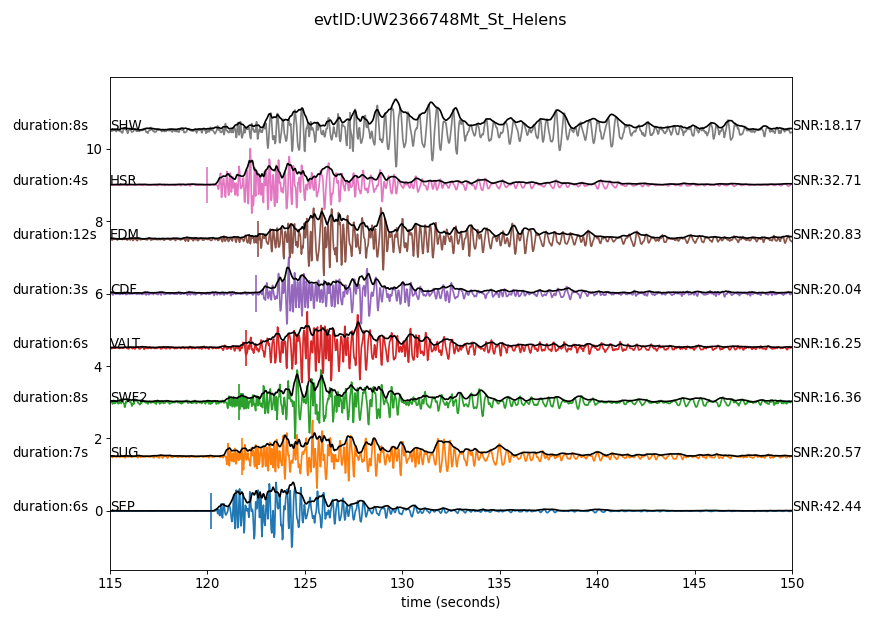 evtID:UW2366748Mt_St_Helens
duration:8s SHW SNR:18.17
10
duration:4s HSR SNR:32.71
8
duration:12s EDM SNR:20.83
duration:3s CDF SNR:20.04
6
duration:6s VALT SNR:16.25
4
duration:8s SWF2 SNR:16.36
2
duration:7s SUG SNR:20.57
duration:6s SEP SNR:42.44
0
115 120 125 130 135 140 145 150
time (seconds)